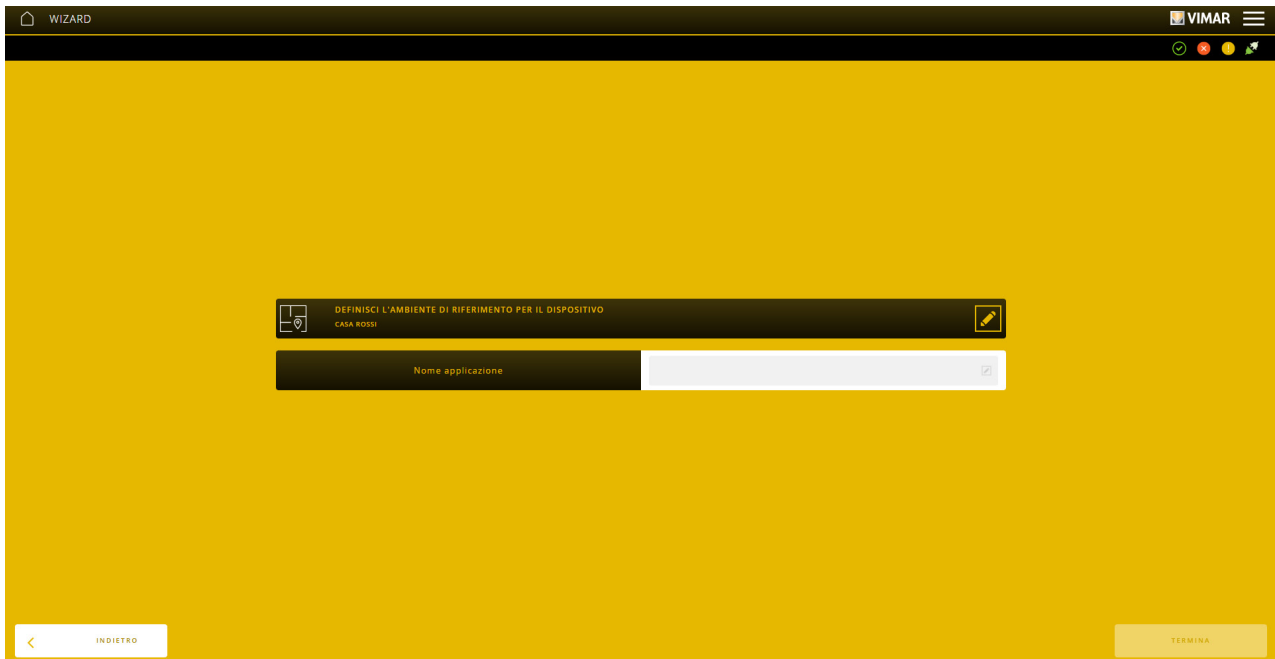 WIZARD
VIMAR
DEFINISCI L'AMBIENTE DI RIFERIMENTO PER IL DISPOSITIVO
CASA ROSSI
Nome applicazione
INDIETRO
TERMINA